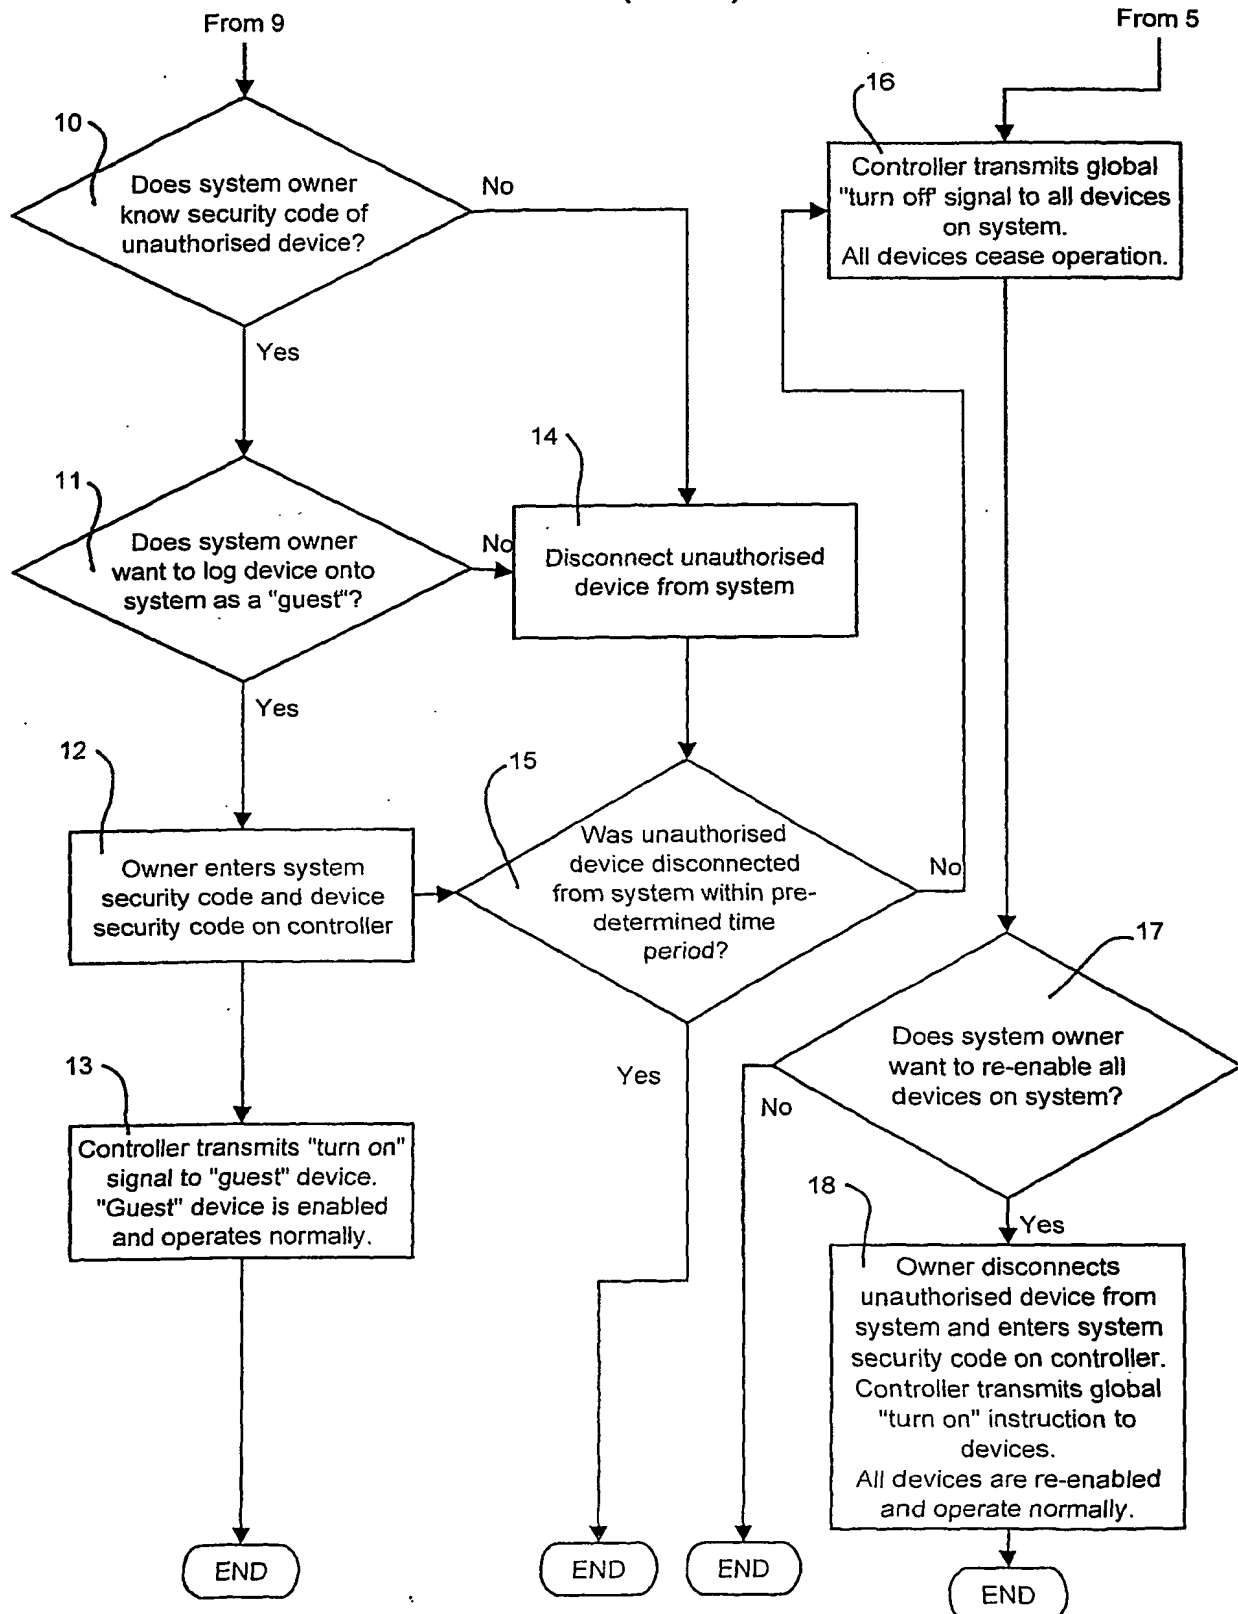 From 9
From 5
10
16
Does system owner
know security code of
unauthorised device?
No
Controller transmits global
"turn off' signal to all devices
on system.
All devices cease operation.
Yes
14
11
Does system owner
want to log device onto
system as a "guest"?
No
Disconnect unauthorised
device from system
Yes
12
15
Owner enters system
security code and device
security code on controller
Was unauthorised
device disconnected
from system within pre-
determined time
period?
No
17
Does system owner
want to re-enable all
devices on system?
Yes
No
13
Controller transmits "turn on"
signal to "guest" device.
"Guest" device is enabled
and operates normally.
18
Yes
Owner disconnects
unauthorised device from
system and enters system
security code on controller.
Controller transmits global
"turn on" instruction to
devices.
All devices are re-enabled
and operate normally.
END
END
END
END